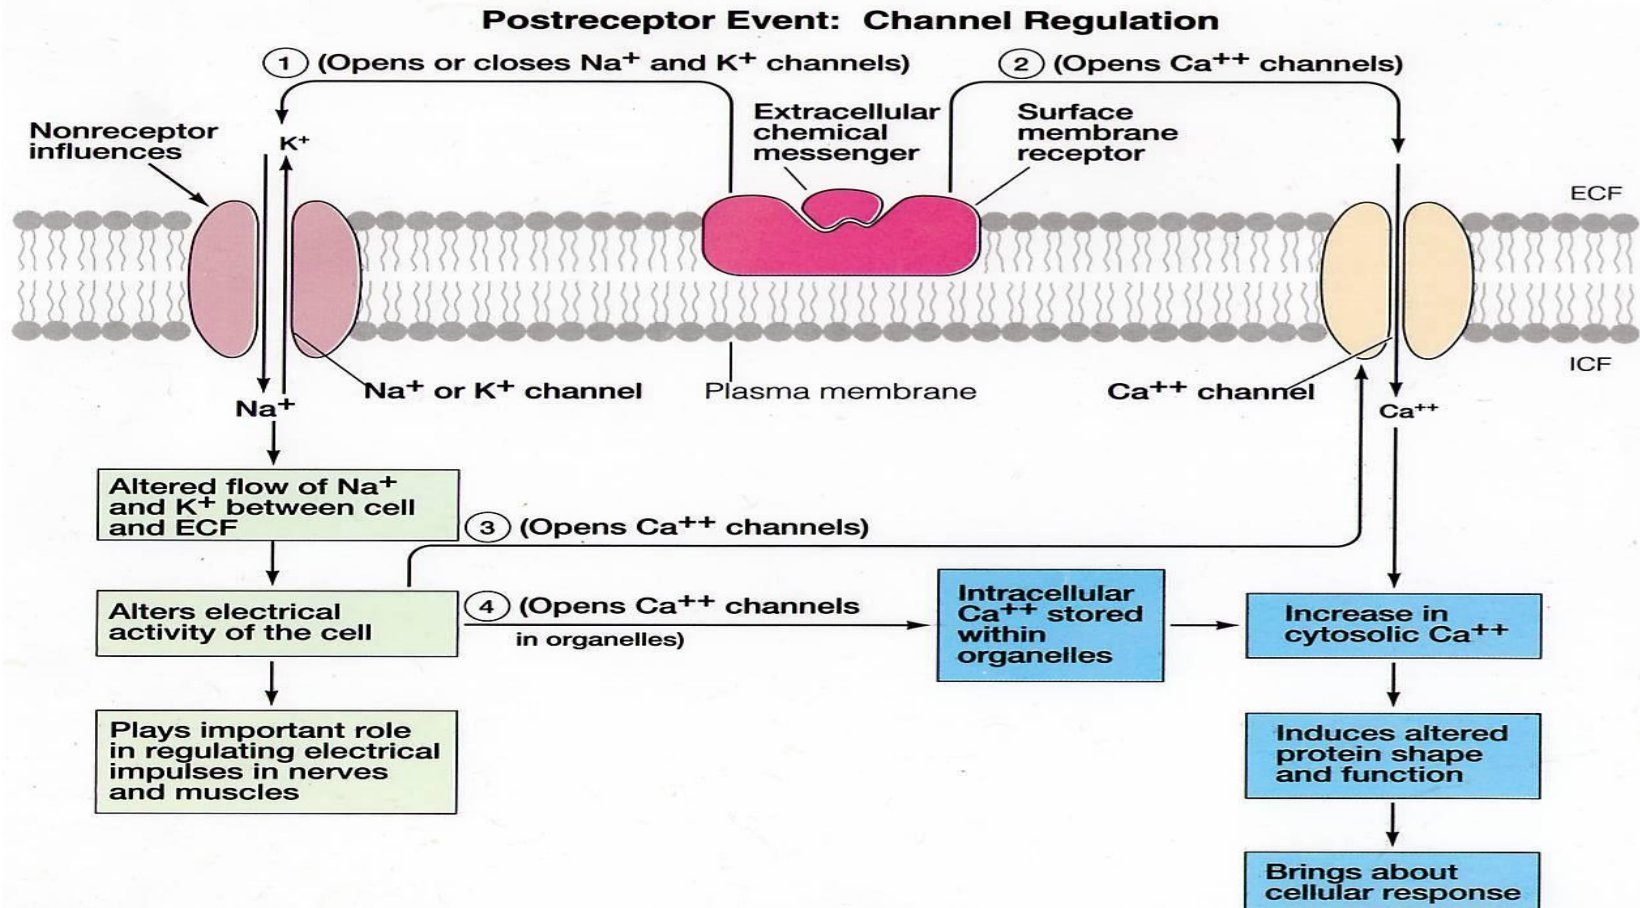 Postreceptor Event: Channel Regulation
1 (Opens or closes Na⁺ and K⁺ channels)
2 (Opens Ca⁺⁺ channels)
Nonreceptor
influences
K⁺
Extracellular
chemical
messenger
Surface
membrane
receptor
ECF
ICF
Na⁺
Na⁺ or K⁺ channel
Plasma membrane
Ca⁺⁺ channel
Ca⁺⁺
Altered flow of Na⁺
and K⁺ between cell
and ECF
3 (Opens Ca⁺⁺ channels)
Alters electrical
activity of the cell
4 (Opens Ca⁺⁺ channels
in organelles)
Intracellular
Ca⁺⁺ stored
within
organelles
Increase in
cytosolic Ca⁺⁺
Plays important role
in regulating electrical
impulses in nerves
and muscles
Induces altered
protein shape
and function
Brings about
cellular response